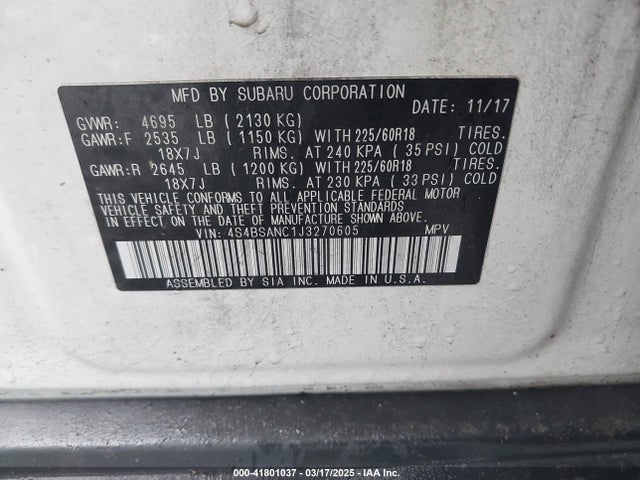 MFD BY SUBARU CORPORATION
DATE: 11/17
GVWR: 4695 LB (2130 KG)
GAWR:F 2535 LB (1150 KG) WITH 225/60R18 TIRES.
18X7J RIMS. AT 240 KPA (35 PSI) COLD
GAWR:R 2645 LB (1200 KG) WITH 225/60R18 TIRES.
18X7J RIMS. AT 230 KPA (33 PSI) COLD
THIS VEHICLE CONFORMS TO ALL APPLICABLE FEDERAL MOTOR
VEHICLE SAFETY AND THEFT PREVENTION STANDARDS IN EFFECT
ON THE DATE OF MANUFACTURE SHOWN ABOVE.
VIN: 4S4BSANC1J3270605 MPV
ASSEMBLED BY SIA INC. MADE IN U.S.A.
000-41801037 - 03/17/2025 - IAA Inc.